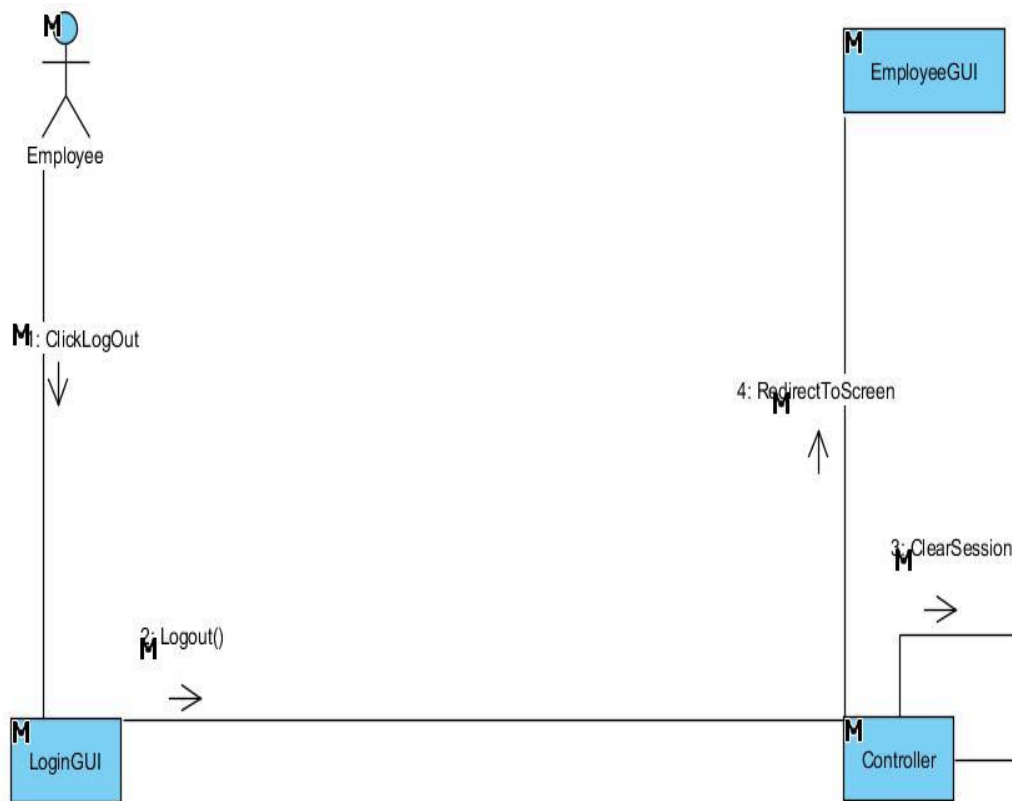 M
M
EmployeeGUI
Employee
M
1: ClickLogOut
4: RedirectToScreen
M
3: ClearSession
M
2: Logout()
M
M
LoginGUI
M
Controller